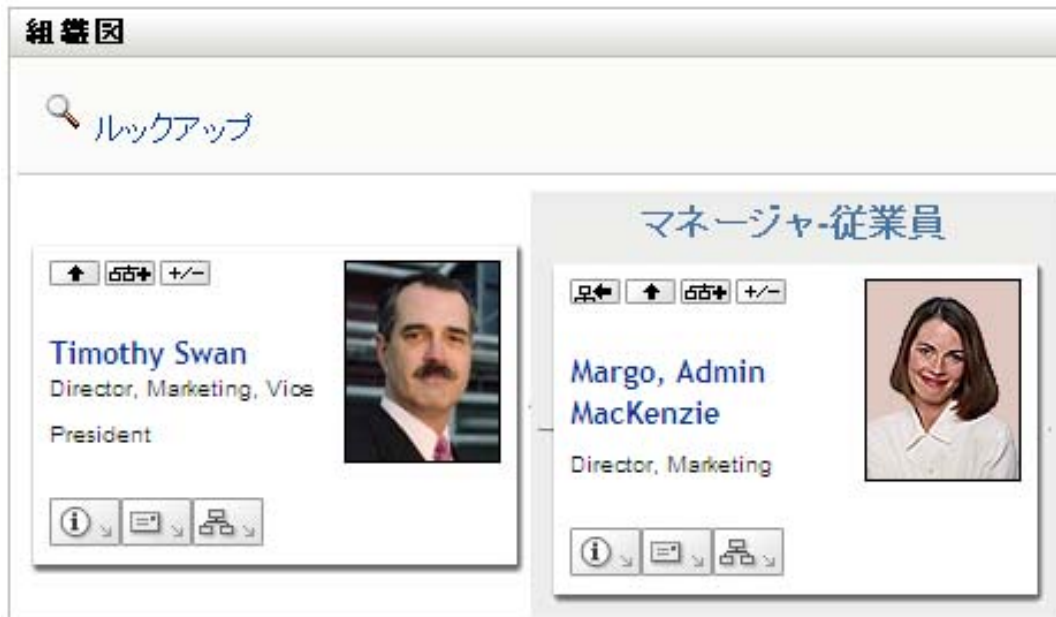 組織図
ルックアップ
マネージャ-従業員
+/-
Timothy Swan
Director, Marketing, Vice
President
+/-
Margo, Admin
MacKenzie
Director, Marketing